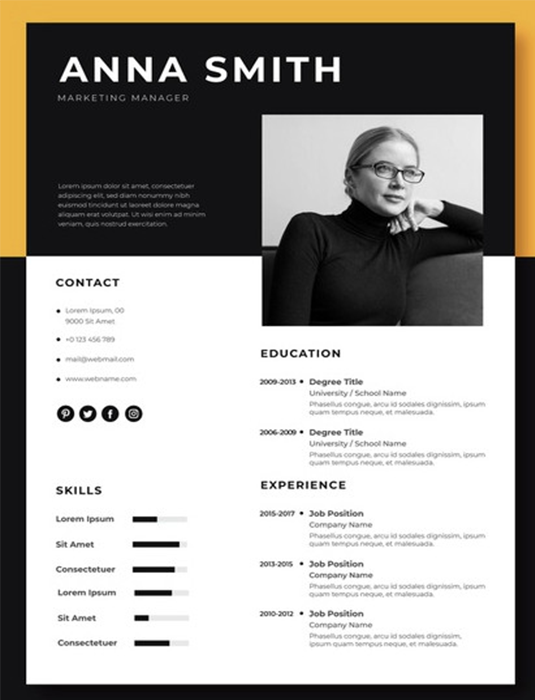 ANNA SMITH
MARKETING MANAGER
Lorem ipsum dolor sit amet, consectetuer
adipiscing elit, sed diam nonummy nibh
euismod tincidunt ut laoreet dolore magna
aliquam erat volutpat. Ut wisi enim ad minim
veniam, quis nostrud exercitation.
CONTACT
Lorem Ipsum, 00
9000 Sit Amet
+0 123 456 789
mail@webmail.com
www.webname.com
SKILLS
Lorem Ipsum
Sit Amet
Consectetuer
Lorem Ipsum
Sit Amet
Consectetuer
EDUCATION
2009-2013 • Degree Title
University / School Name
Phasellus congue, arcu id sodales dignissim, ipsum
quam tempus neque, et malesuada.
2006-2009 • Degree Title
University / School Name
Phasellus congue, arcu id sodales dignissim, ipsum
quam tempus neque, et malesuada.
EXPERIENCE
2015-2017 • Job Position
Company Name
Phasellus congue, arcu id sodales dignissim, ipsum
quam tempus neque, et malesuada.
2013-2015 • Job Position
Company Name
Phasellus congue, arcu id sodales dignissim, ipsum
quam tempus neque, et malesuada.
2010-2012 • Job Position
Company Name
Phasellus congue, arcu id sodales dignissim,
ipsum quam tempus neque, et malesuada.